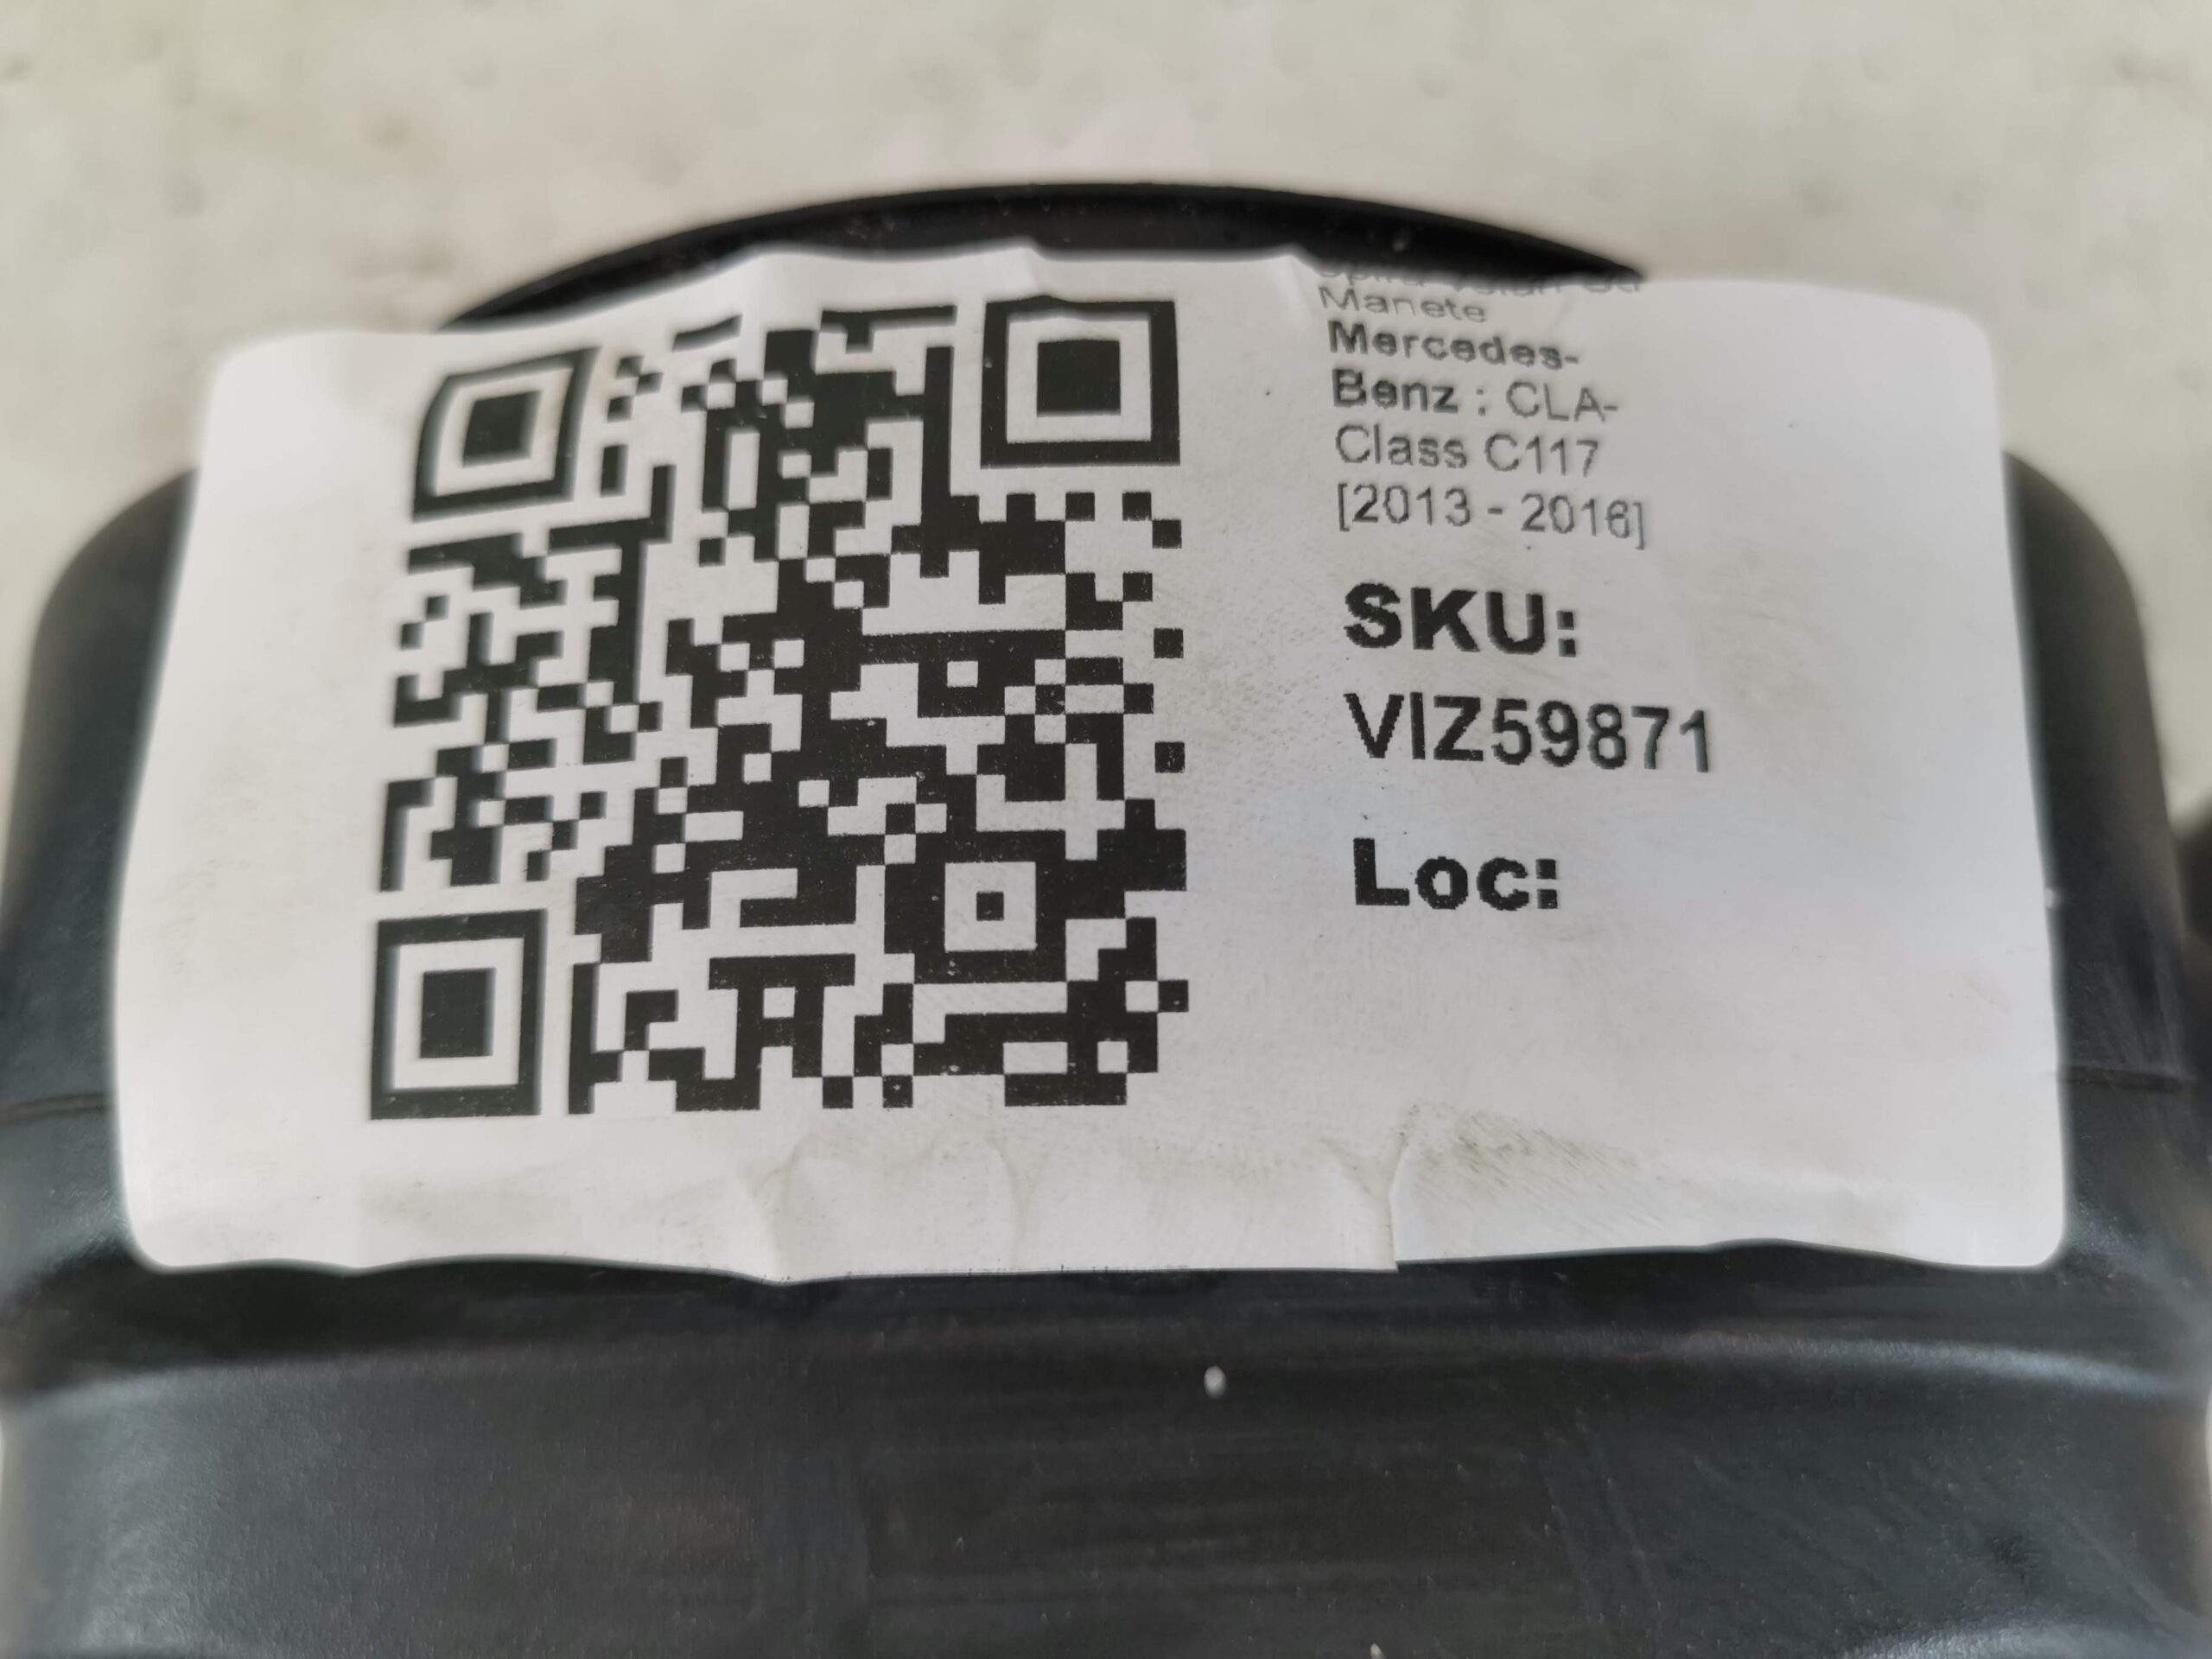 Manete
Mercedes-
Benz : CLA-
Class C117
[2013 - 2016]
SKU:
VIZ59871
Loc: